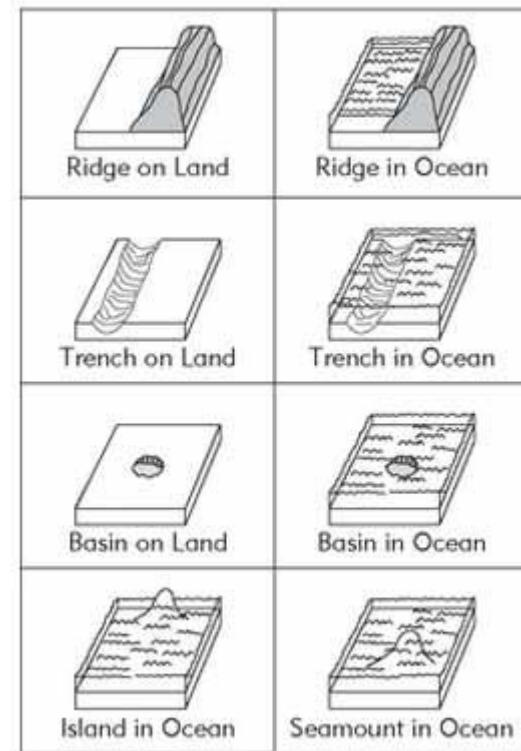 Ridge on Land
Ridge in Ocean
Trench on Land
Trench in Ocean
Basin on Land
Basin in Ocean
Island in Ocean
Seamount in Ocean